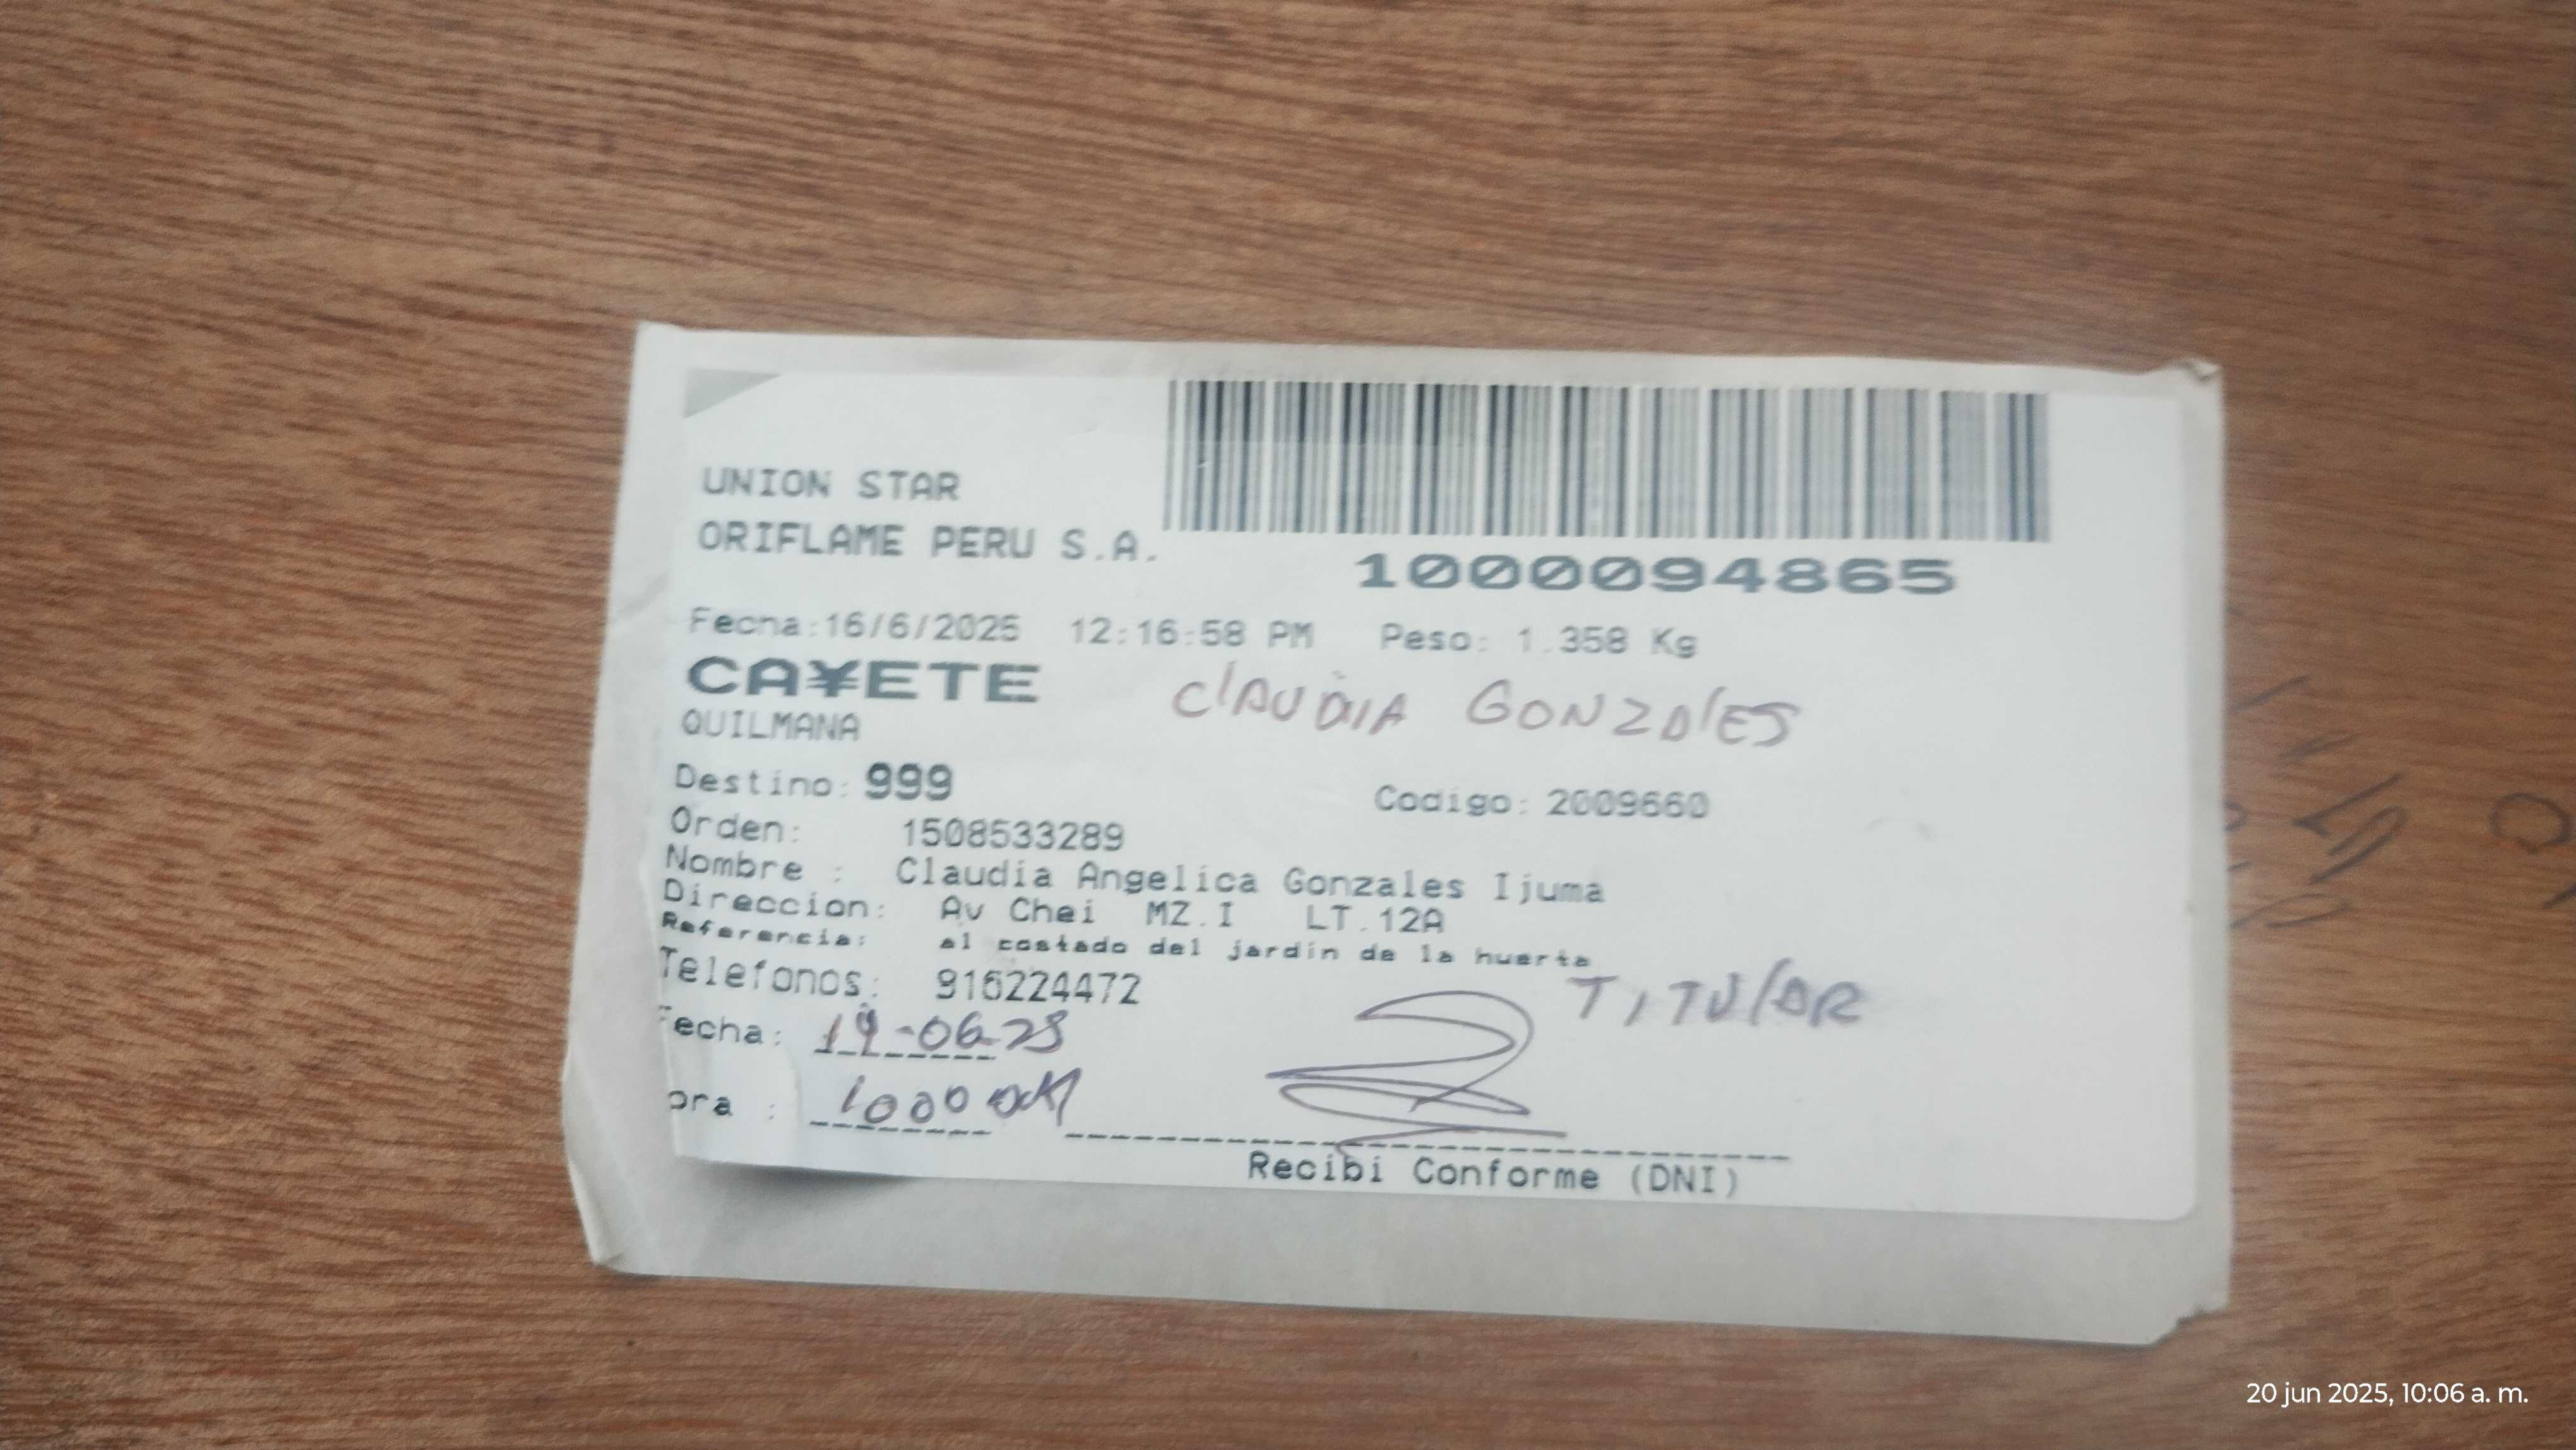 UNION STAR
ORIFLAME PERU S.A.
1000094865
Fecha:16/6/2025 12:16:58 PM Peso: 1.358 Kg
CA¥ETE
CLAUDIA GONZALES
QUILMANA
Destino: 999
Codigo: 2009660
Orden: 1508533289
Nombre : Claudia Angelica Gonzales Ijuma
Direccion: Av Chei MZ.I LT.12A
Referencia: al costado del jardin de la huerta
Telefonos: 916224472
TITULAR
Fecha: 19-06-25
ora : 1000
Recibi Conforme (DNI)
20 jun 2025, 10:06 a. m.